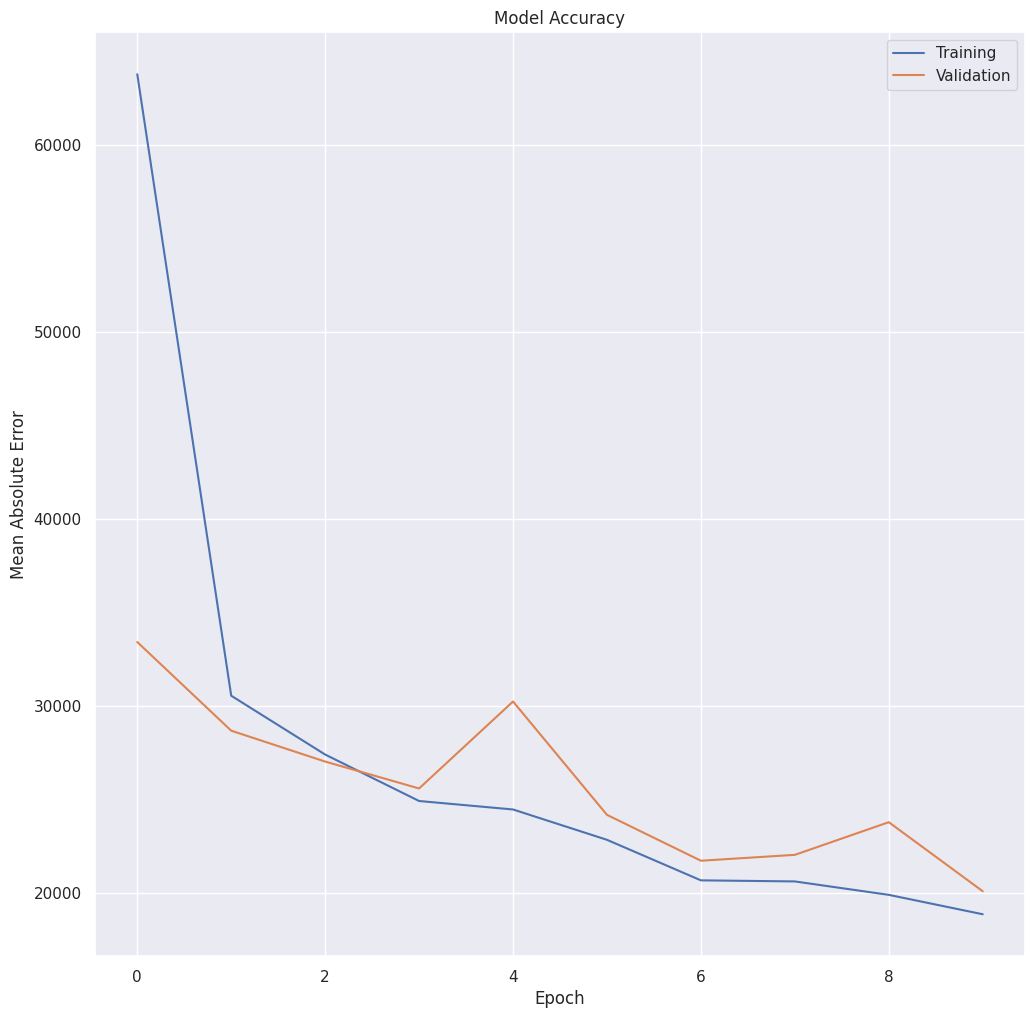 Model Accuracy
Training
Validation
Mean Absolute Error
60000
50000
40000
30000
20000
0
2
4
6
8
Epoch